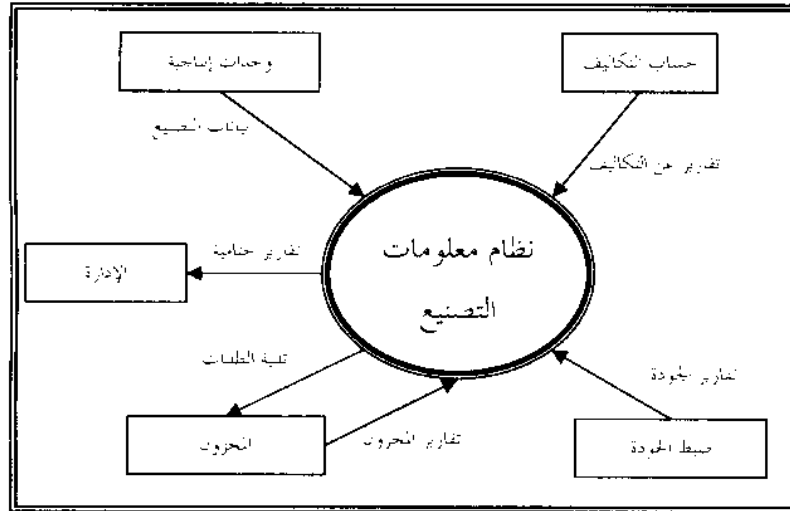 حساب التكاليف
وحدات إنتاجية
بيانات التصنيع
تقارير عن التكاليف
نظام معلومات
التصنيع
تقارير ختامية
الإدارة
تلبية الطلبات
تقارير الجودة
تقارير المخزون
المخزون
ضبط الجودة